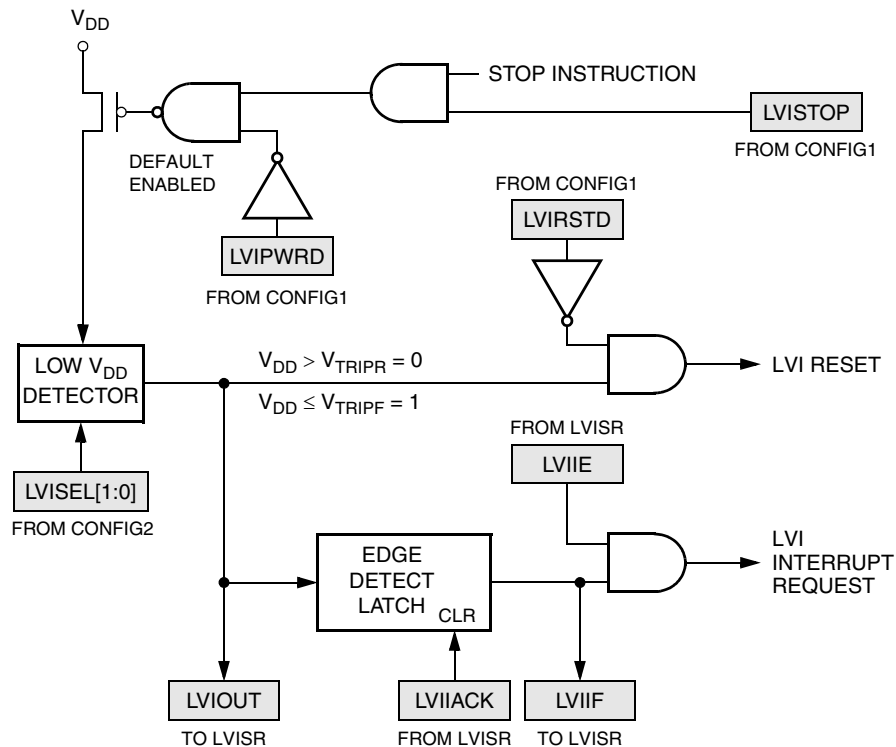 VDD
STOP INSTRUCTION
LVISTOP
FROM CONFIG1
DEFAULT
ENABLED
LVIPWRD
FROM CONFIG1
FROM CONFIG1
LVIRSTD
LOW VDD
DETECTOR
VDD > VTRIPR = 0
VDD ≤ VTRIPF = 1
LVI RESET
LVISEL[1:0]
FROM CONFIG2
FROM LVISR
LVIIE
EDGE
DETECT
LATCH
CLR
LVI
INTERRUPT
REQUEST
LVIOUT
TO LVISR
LVIIACK
FROM LVISR
LVIIF
TO LVISR